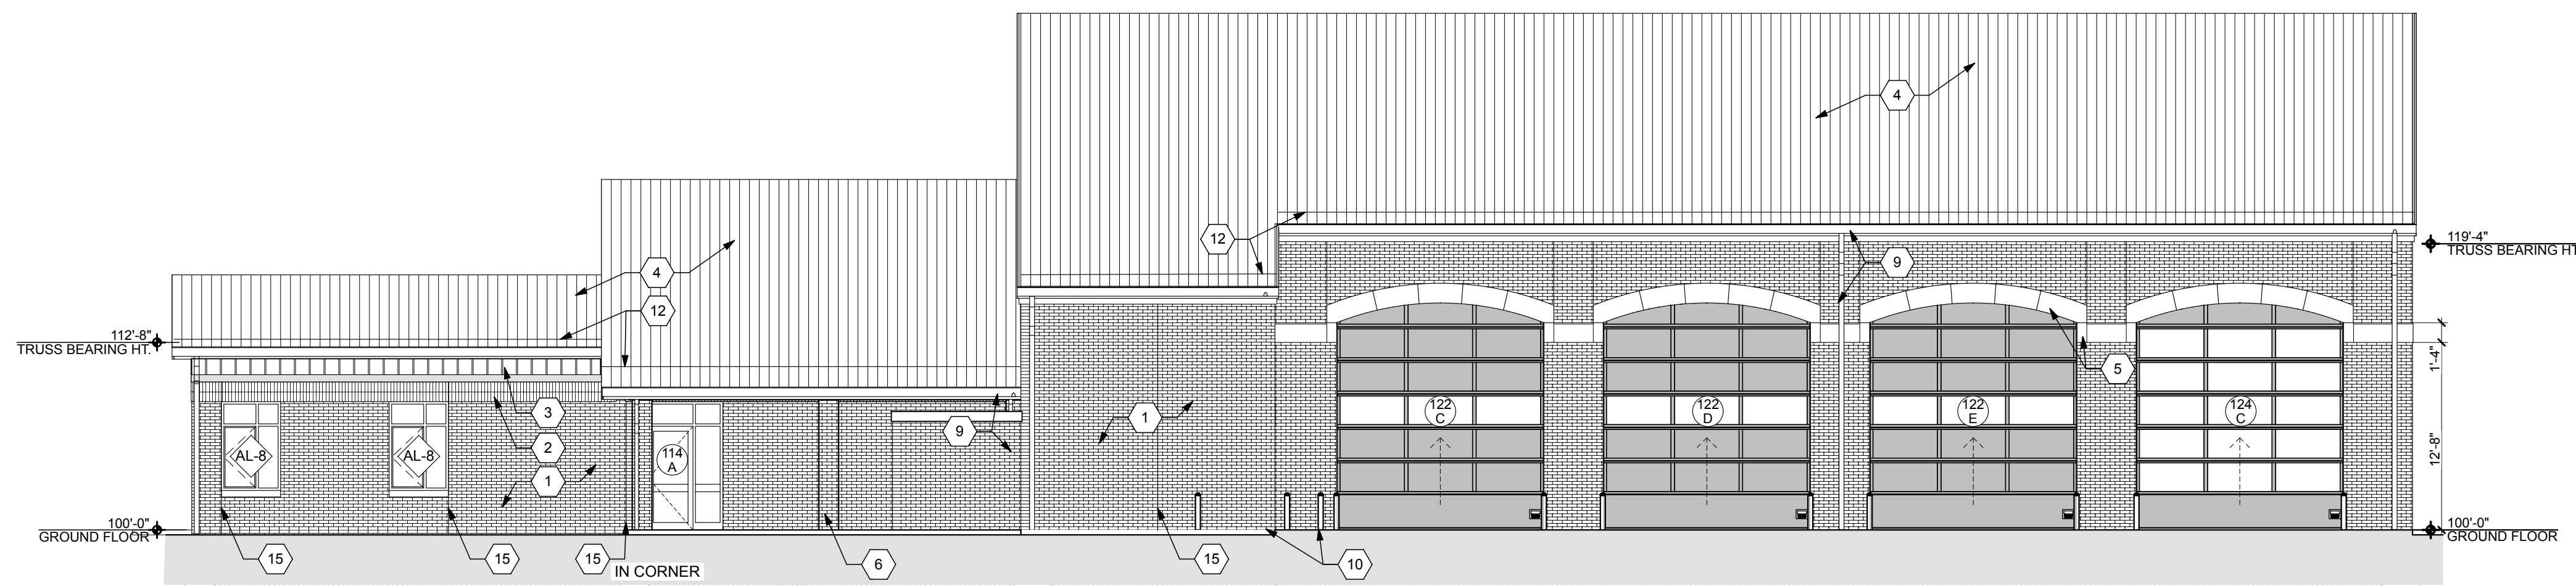 4
12
119'-4"
TRUSS BEARING HT
9
4
12
112'-8"
TRUSS BEARING HT.
1'-4"
5
3
122
C
122
D
122
E
124
C
1
9
2
AL-8
AL-8
114
A
12'-8"
1
100'-0"
GROUND FLOOR
100'-0"
GROUND FLOOR
15
15
15
IN CORNER
6
15
10